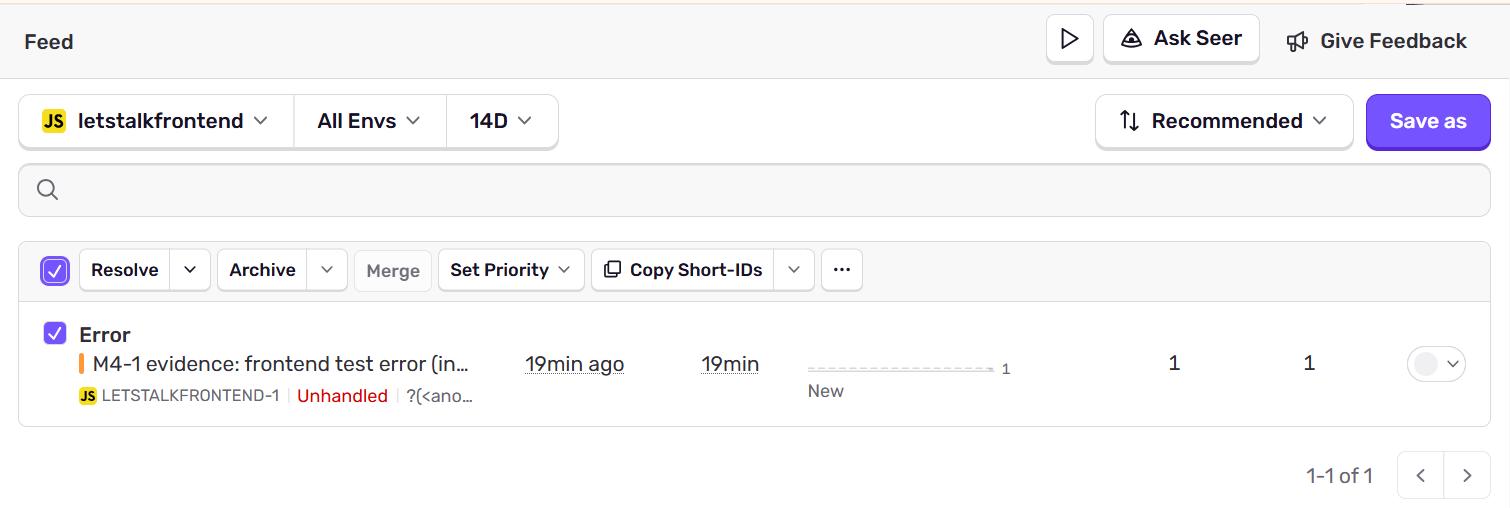 Feed
Ask Seer
Give Feedback
JS letstalkfrontend
All Envs
14D
Recommended
Save as
Resolve
Archive
Merge
Set Priority
Copy Short-IDs
...
Error
M4-1 evidence: frontend test error (in…
19min ago
19min
1
New
1
1
JS LETSTALKFRONTEND-1
Unhandled
?(<ano…
1-1 of 1